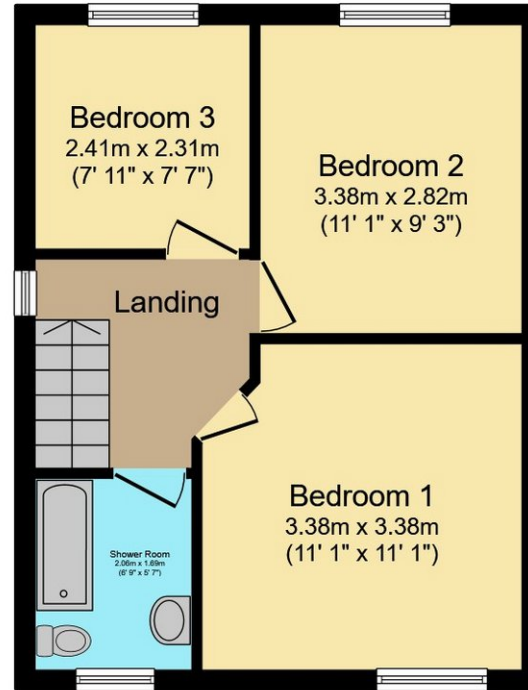 Bedroom 3
2.41m x 2.31m
(7' 11" x 7' 7")
Bedroom 2
3.38m x 2.82m
(11' 1" x 9' 3")
Landing
Bedroom 1
3.38m x 3.38m
(11' 1" x 11' 1")
Shower Room
2.06m x 1.69m
(6' 9" x 5' 7")